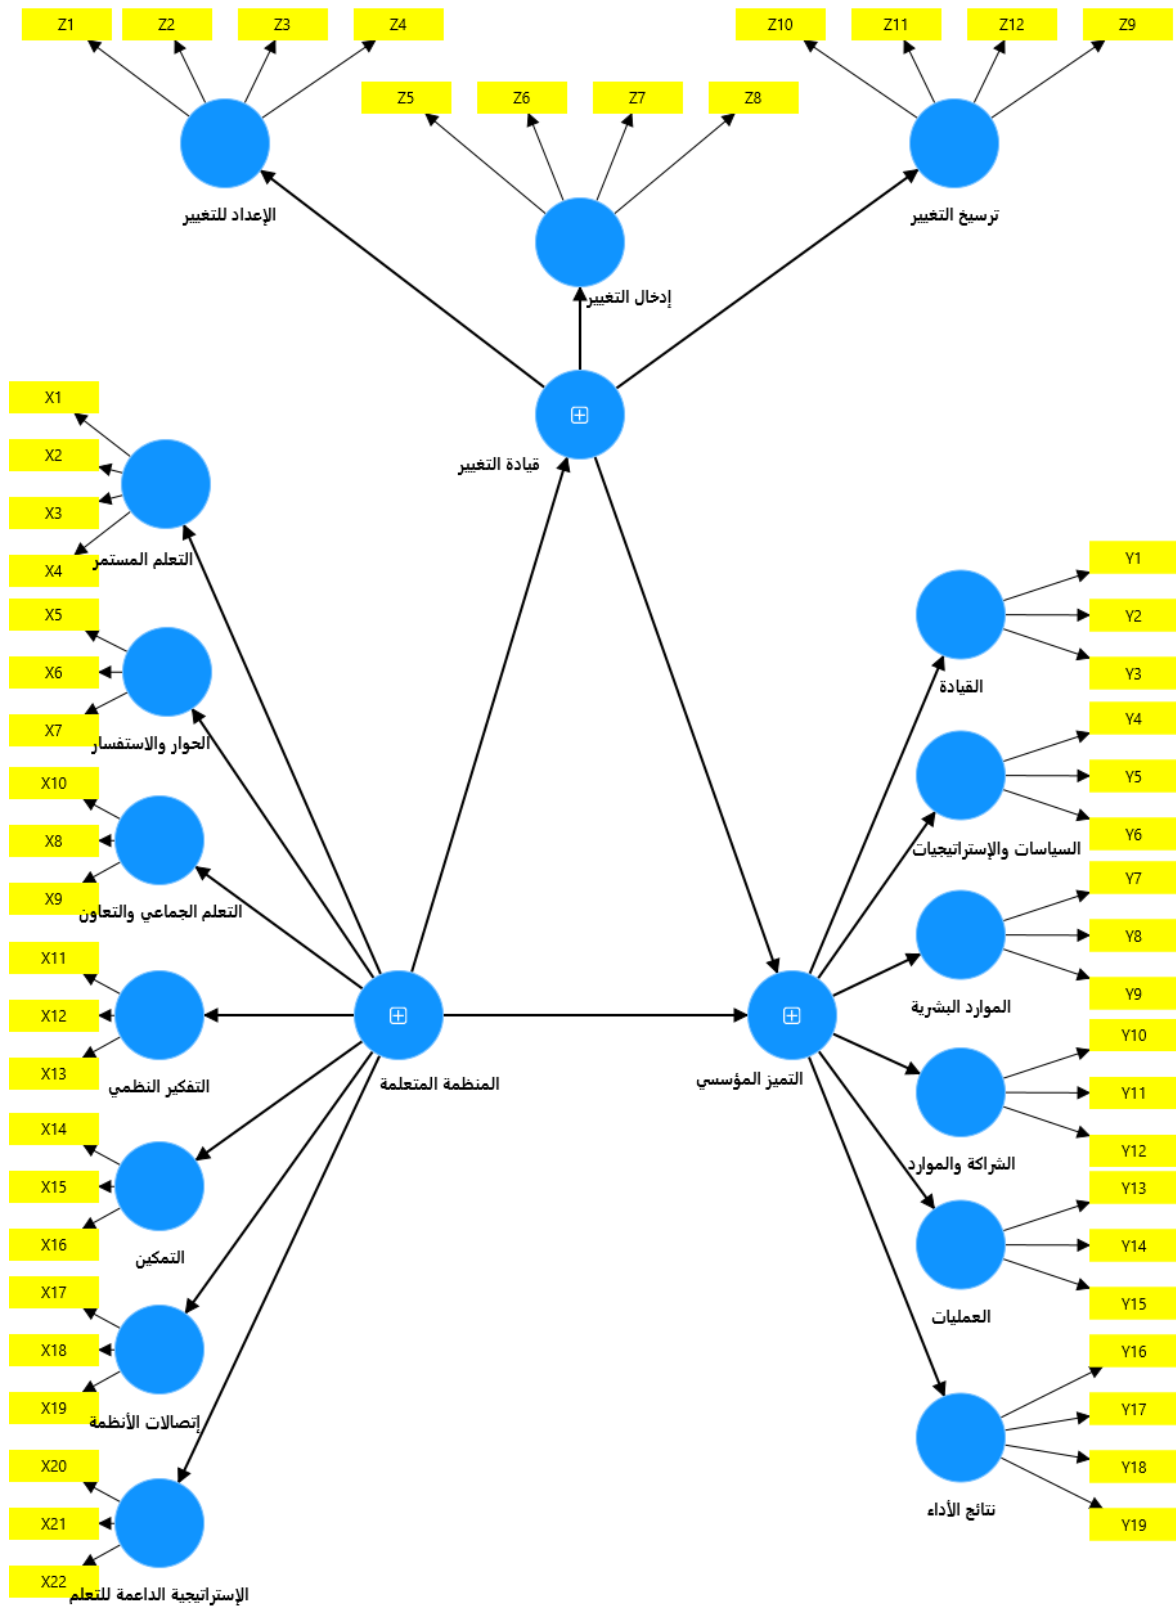 Z1
Z2
Z3
Z4
Z10
Z11
Z12
Z9
Z5
Z6
Z7
Z8
الإعداد للتغيير
ترسيخ التغيير
إدخال التغيير
قيادة التغيير
X1
X2
X3
X4
التعلم المستمر
X5
X6
X7
الحوار والاستفسار
X10
X8
X9
التعلم الجماعي والتعاون
X11
X12
X13
التفكير النظمي
X14
X15
X16
التمكين
X17
X18
X19
إتصالات الأنظمة
X20
X21
X22
الإستراتيجية الداعمة للتعلم
المنظمة المتعلمة
التميز المؤسسي
Y1
Y2
Y3
القيادة
Y4
Y5
Y6
السياسات والإستراتيجيات
Y7
Y8
Y9
الموارد البشرية
Y10
Y11
Y12
الشراكة والموارد
Y13
Y14
Y15
العمليات
Y16
Y17
Y18
Y19
نتائج الأداء